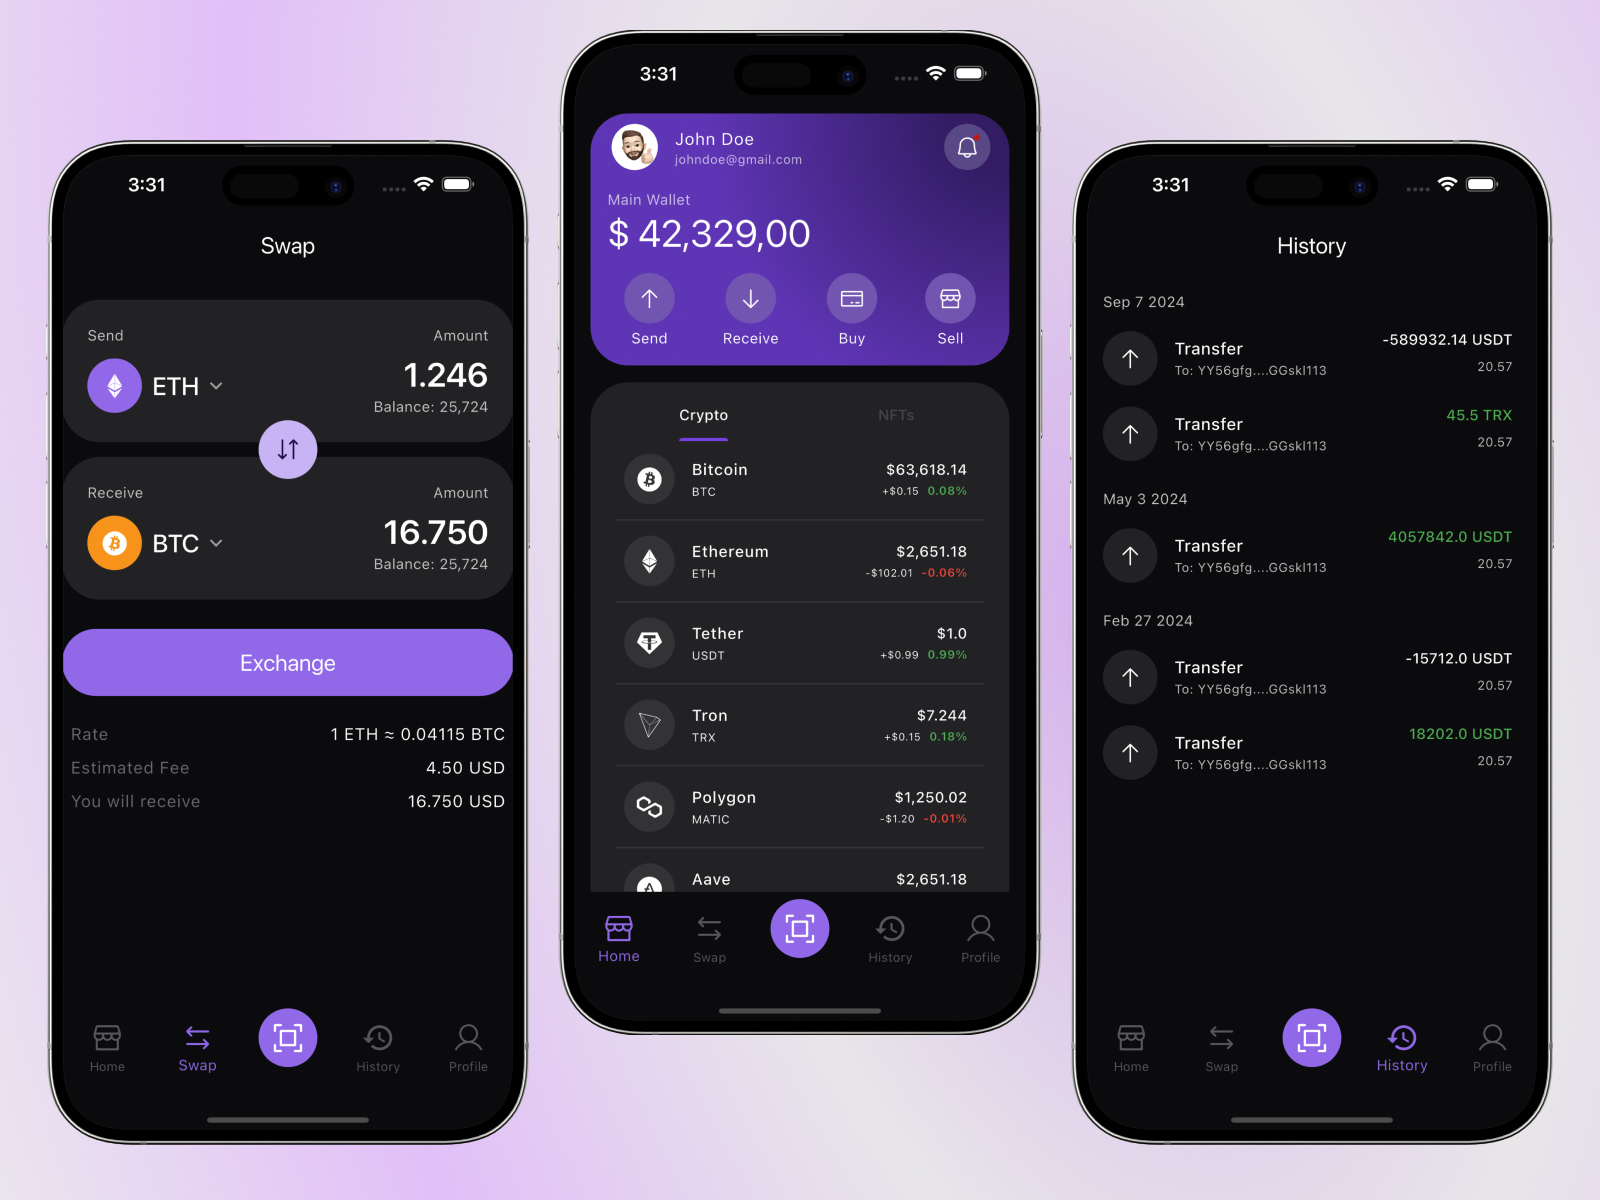 3:31
Swap
Send
Amount
ETH
1.246
Balance: 25,724
Receive
Amount
BTC
16.750
Balance: 25,724
Exchange
Rate
1 ETH ≈ 0.04115 BTC
Estimated Fee
4.50 USD
You will receive
16.750 USD
Home
Swap
History
Profile
3:31
John Doe
johndoe@gmail.com
Main Wallet
$ 42,329,00
Send
Receive
Buy
Sell
Crypto
NFTs
Bitcoin
$63,618.14
BTC
+$0.15 0.08%
Ethereum
$2,651.18
ETH
-$102.01 -0.06%
Tether
$1.0
USDT
+$0.99 0.99%
Tron
$7.244
TRX
+$0.15 0.18%
Polygon
$1,250.02
MATIC
-$1.20 -0.01%
Aave
$2,651.18
Home
Swap
History
Profile
3:31
History
Sep 7 2024
Transfer
-589932.14 USDT
To: YY56gfg....GGskl113
20.57
Transfer
45.5 TRX
To: YY56gfg....GGskl113
20.57
May 3 2024
Transfer
4057842.0 USDT
To: YY56gfg....GGskl113
20.57
Feb 27 2024
Transfer
-15712.0 USDT
To: YY56gfg....GGskl113
20.57
Transfer
18202.0 USDT
To: YY56gfg....GGskl113
20.57
Home
Swap
History
Profile